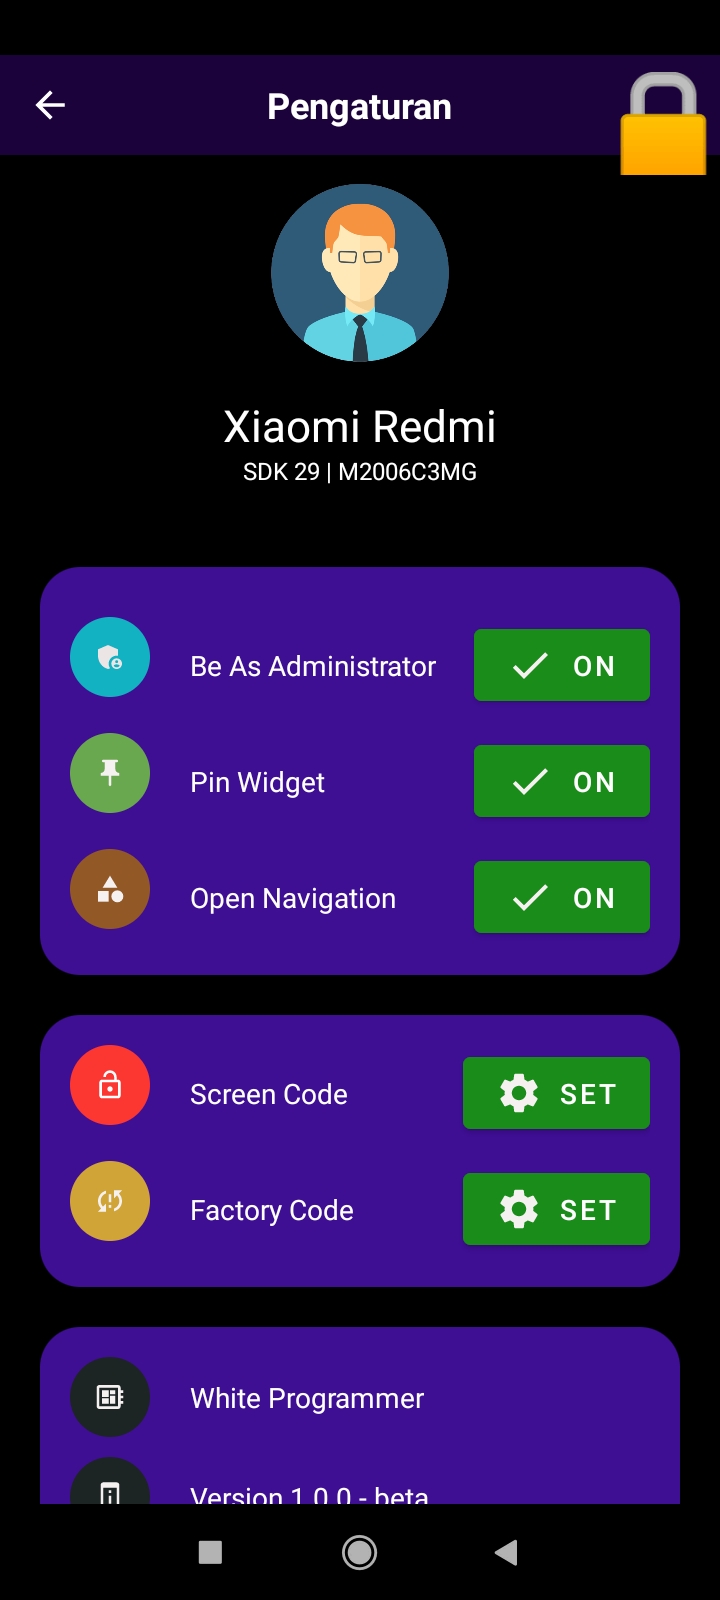 Pengaturan
Xiaomi Redmi
SDK 29 | M2006C3MG
Be As Administrator
ON
Pin Widget
ON
Open Navigation
ON
Screen Code
SET
Factory Code
SET
White Programmer
Version 1.0.0 - beta